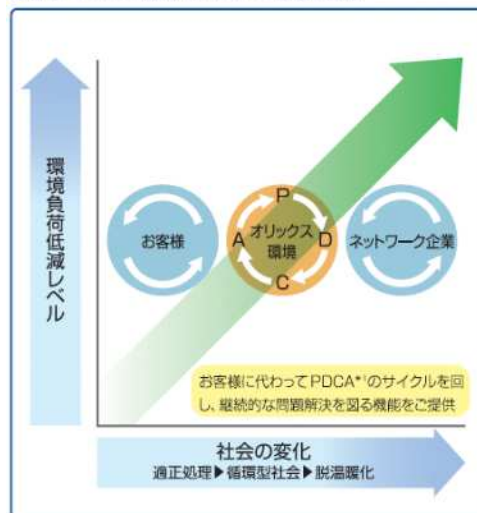 環境負荷低減レベル
お客様
P
A
オリックス
環境
D
C
ネットワーク企業
お客様に代わってPDCA*1のサイクルを回
し、継続的な問題解決を図る機能をご提供
社会の変化
適正処理▶循環型社会▶脱温暖化